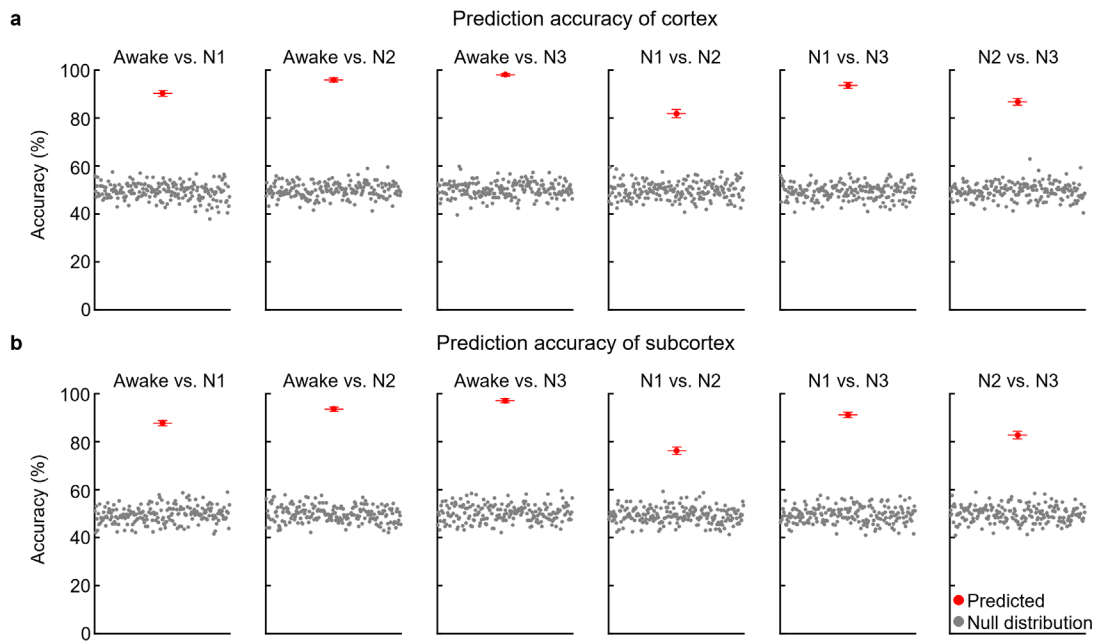 a
Prediction accuracy of cortex
Awake vs. N1
Awake vs. N2
Awake vs. N3
N1 vs. N2
N1 vs. N3
N2 vs. N3
Accuracy (%)
100
80
60
40
20
0
b
Prediction accuracy of subcortex
Awake vs. N1
Awake vs. N2
Awake vs. N3
N1 vs. N2
N1 vs. N3
N2 vs. N3
Accuracy (%)
100
80
60
40
20
0
Predicted
Null distribution